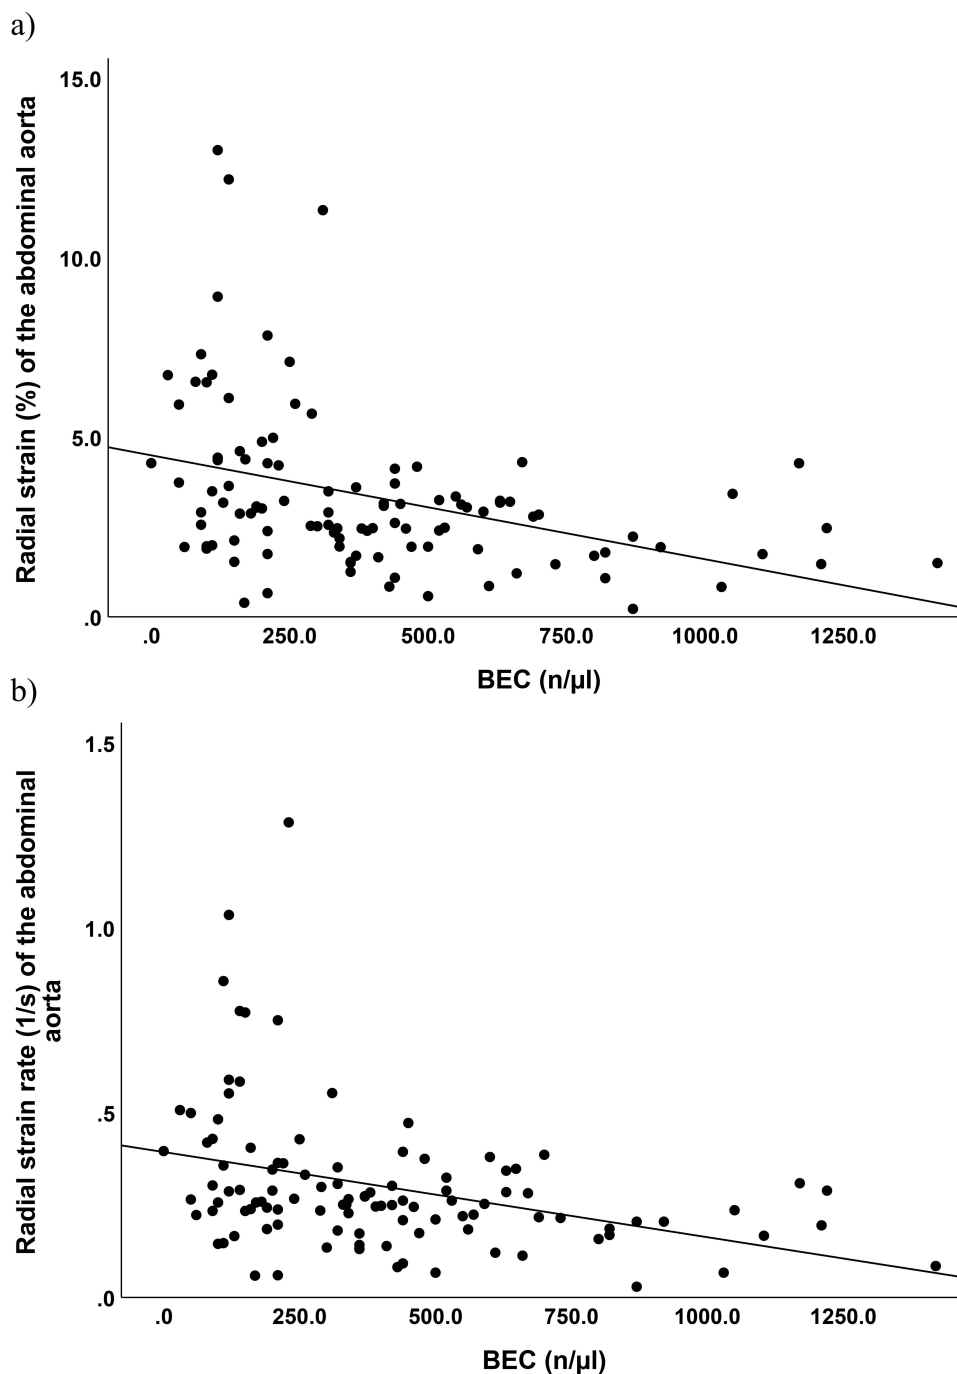 a)
Radial strain (%) of the abdominal aorta
15.0
10.0
5.0
.0
.0 250.0 500.0 750.0 1000.0 1250.0
BEC (n/µl)
b)
Radial strain rate (1/s) of the abdominal
aorta
1.5
1.0
.5
.0
.0 250.0 500.0 750.0 1000.0 1250.0
BEC (n/µl)